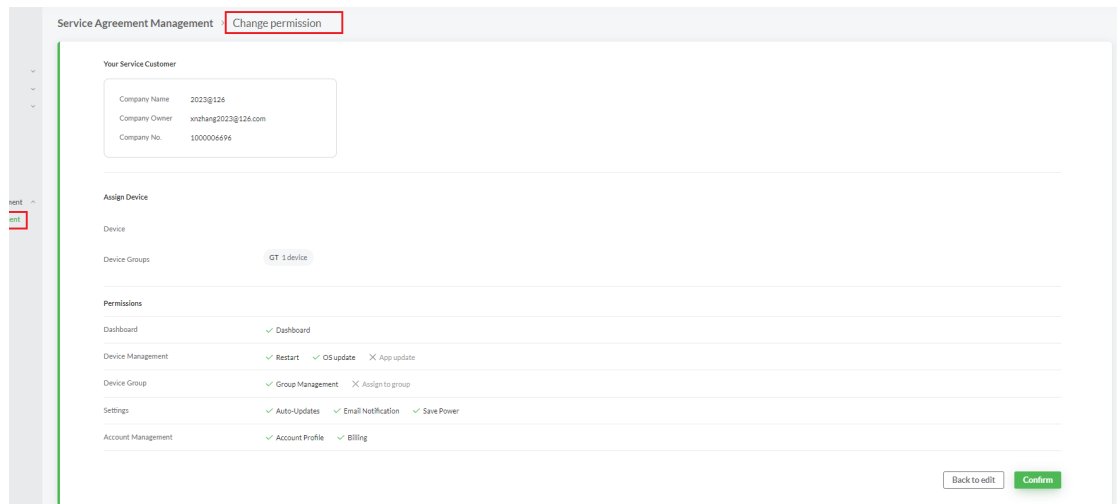 Service Agreement Management > Change permission
Your Service Customer
Company Name 2023@126
Company Owner xnzhang2023@126.com
Company No. 1000006696
Assign Device
Device
Device Groups GT 1 device
Permissions
Dashboard Dashboard
Device Management Restart OS update App update
Device Group Group Management Assign to group
Settings Auto-Updates Email Notification Save Power
Account Management Account Profile Billing
Back to edit Confirm